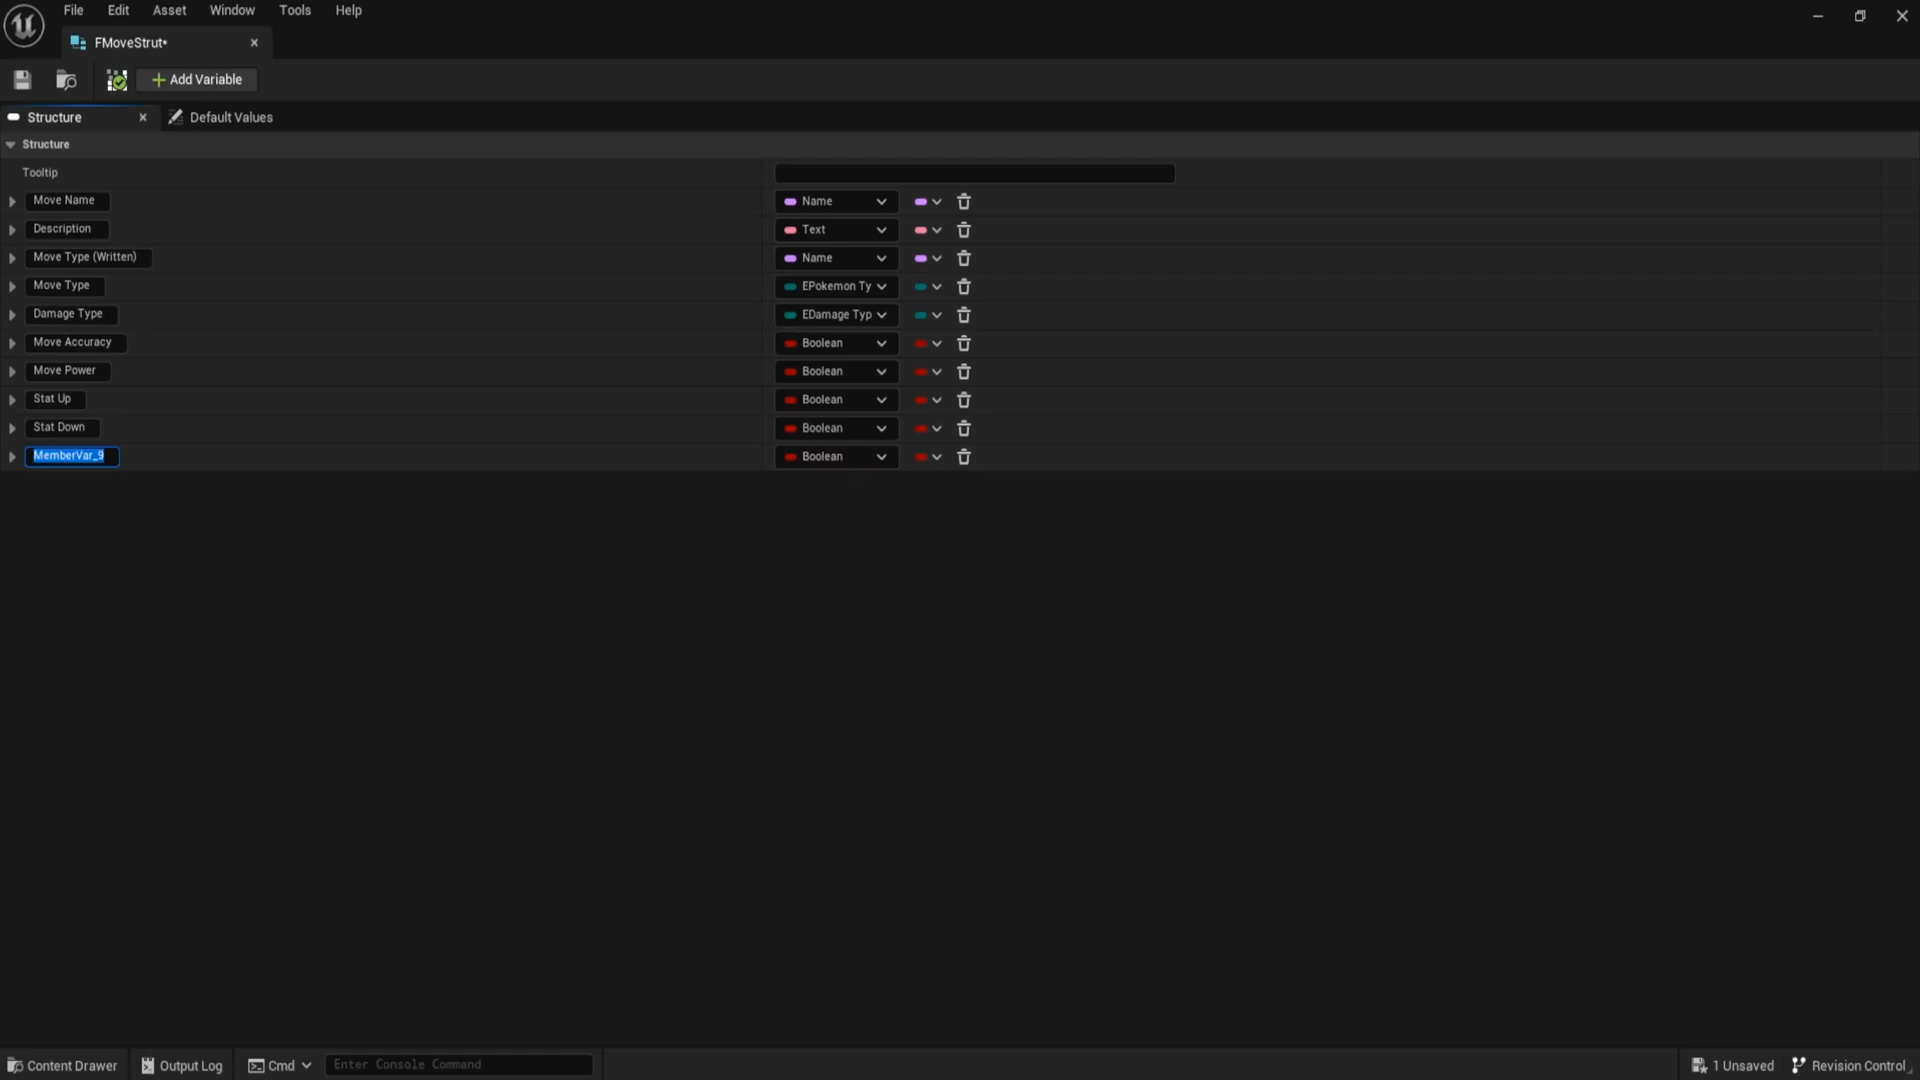 File Edit Asset Window Tools Help
FMoveStrut*
Add Variable
Structure
Default Values
Structure
Tooltip
Move Name Name
Description Text
Move Type (Written) Name
Move Type EPokemon Ty
Damage Type EDamage Typ
Move Accuracy Boolean
Move Power Boolean
Stat Up Boolean
Stat Down Boolean
MemberVar_9 Boolean
Content Drawer Output Log Cmd Enter Console Command 1 Unsaved Revision Control